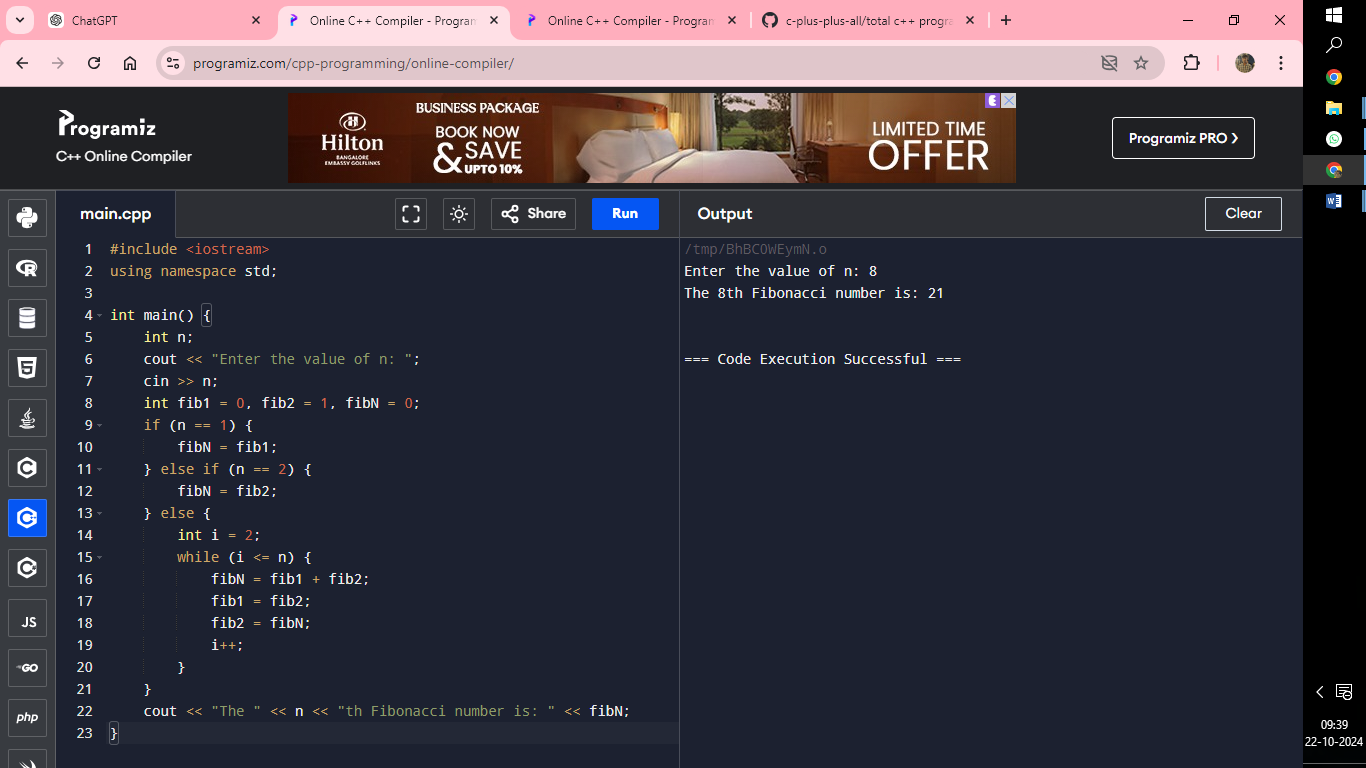 ChatGPT
Online C++ Compiler - Program
Online C++ Compiler - Program
c-plus-plus-all/total c++ progra
programiz.com/cpp-programming/online-compiler/
Programiz
C++ Online Compiler
Hilton
BANGALORE
EMBASSY GOLFLINKS
BUSINESS PACKAGE
BOOK NOW
& SAVE
UPTO 10%
LIMITED TIME
OFFER
Programiz PRO ❯
main.cpp
Share
Run
Output
Clear
1 #include <iostream>
2 using namespace std;
3
4 int main() {
5     int n;
6     cout << "Enter the value of n: ";
7     cin >> n;
8     int fib1 = 0, fib2 = 1, fibN = 0;
9     if (n == 1) {
10         fibN = fib1;
11     } else if (n == 2) {
12         fibN = fib2;
13     } else {
14         int i = 2;
15         while (i <= n) {
16             fibN = fib1 + fib2;
17             fib1 = fib2;
18             fib2 = fibN;
19             i++;
20         }
21     }
22     cout << "The " << n << "th Fibonacci number is: " << fibN;
23 }
/tmp/BhBC0WEymN.o
Enter the value of n: 8
The 8th Fibonacci number is: 21
=== Code Execution Successful ===
JS
GO
php
09:39
22-10-2024